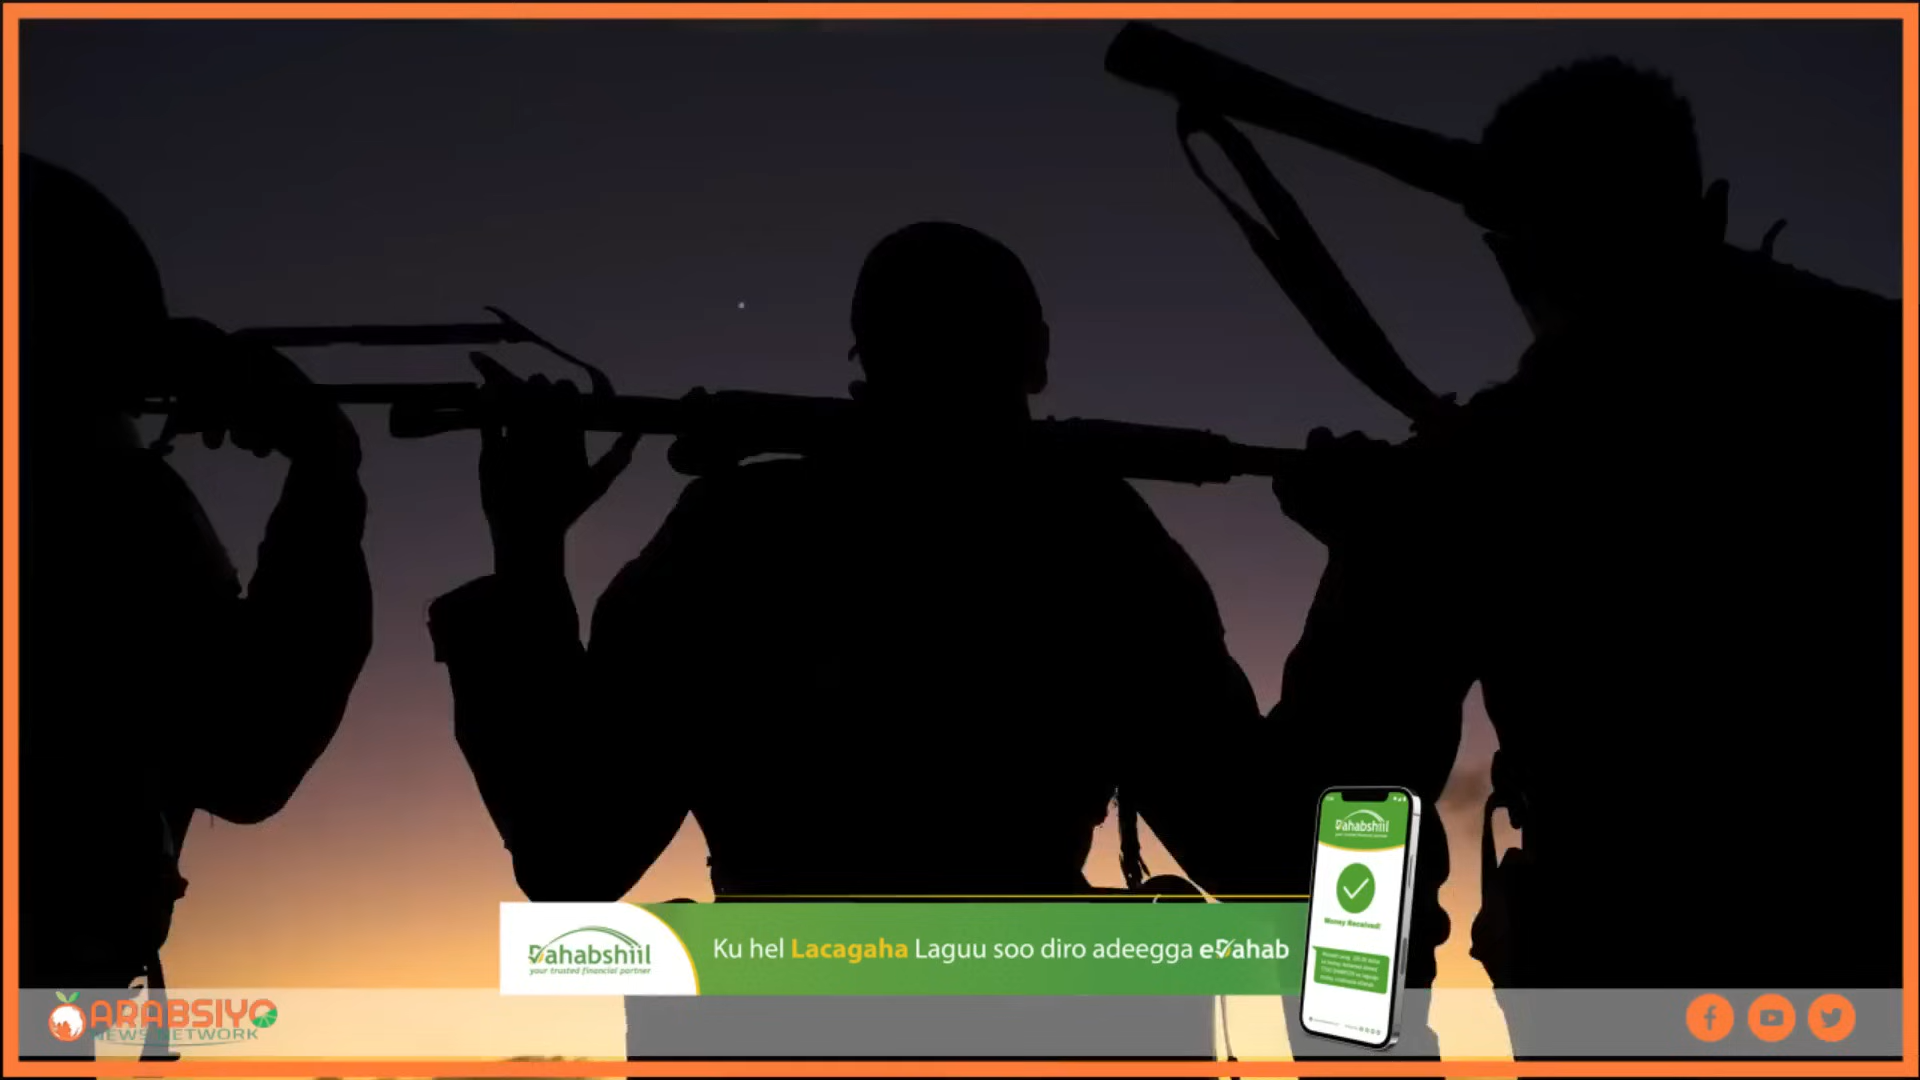 Dahabshiil
your trusted financial partner
Ku hel Lacagaha Laguu soo diro adeegga eDahab
Dahabshiil
Money Received!
ARABSIYO
NEWS NETWORK